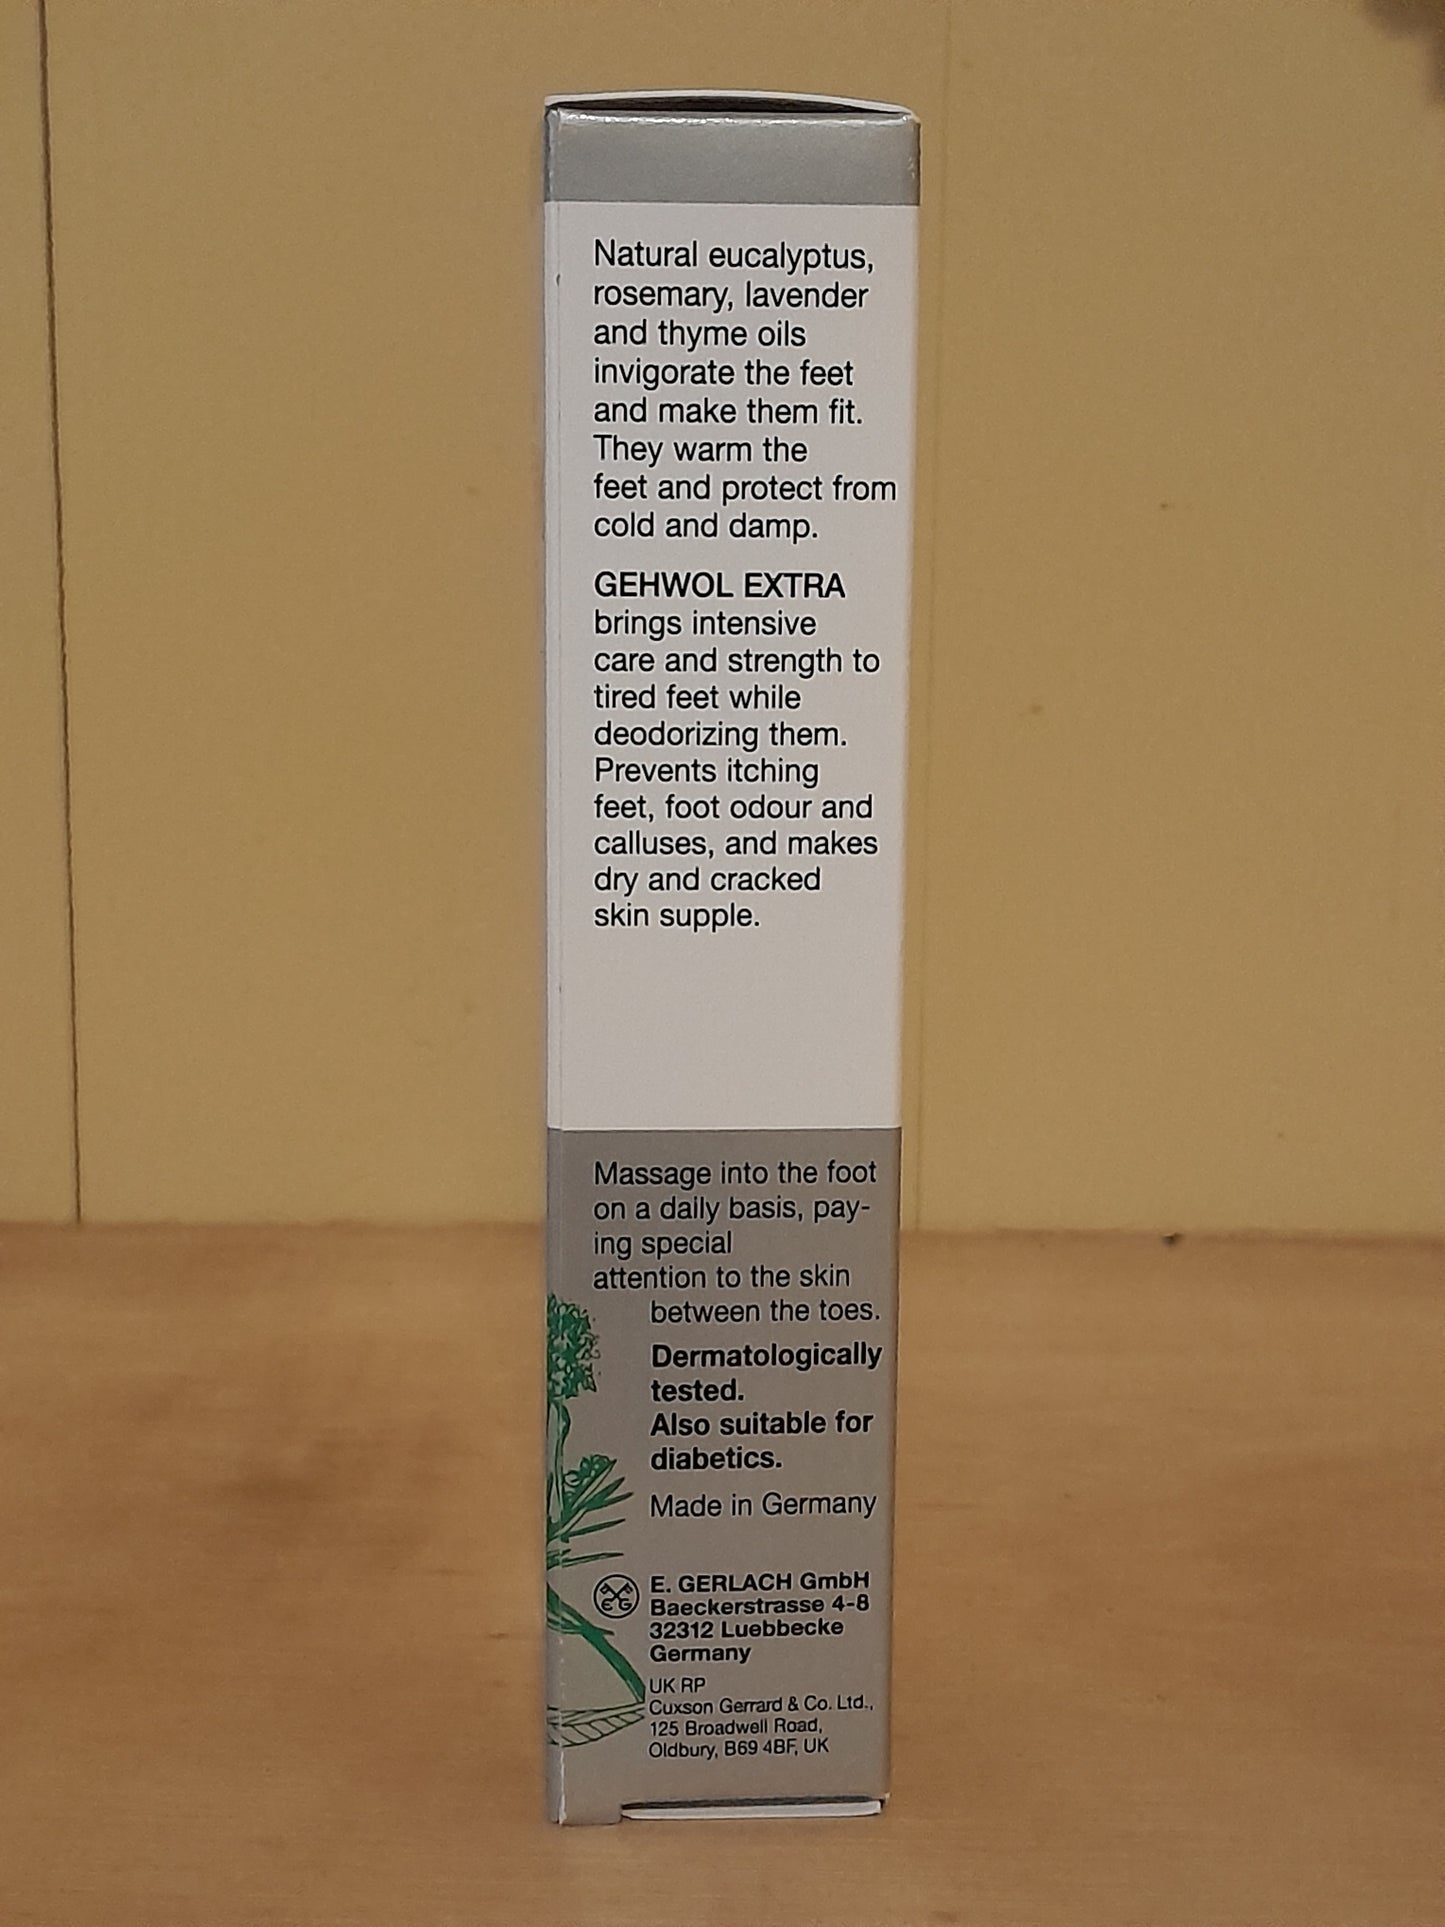 Natural eucalyptus,
rosemary, lavender
and thyme oils
invigorate the feet
and make them fit.
They warm the
feet and protect from
cold and damp.
GEHWOL EXTRA
brings intensive
care and strength to
tired feet while
deodorizing them.
Prevents itching
feet, foot odour and
calluses, and makes
dry and cracked
skin supple.
Massage into the foot
on a daily basis, pay-
ing special
attention to the skin
between the toes.
Dermatologically
tested.
Also suitable for
diabetics.
Made in Germany
EG
E. GERLACH GmbH
Baeckerstrasse 4-8
32312 Luebbecke
Germany
UK RP
Cuxson Gerrard & Co. Ltd.,
125 Broadwell Road,
Oldbury, B69 4BF, UK